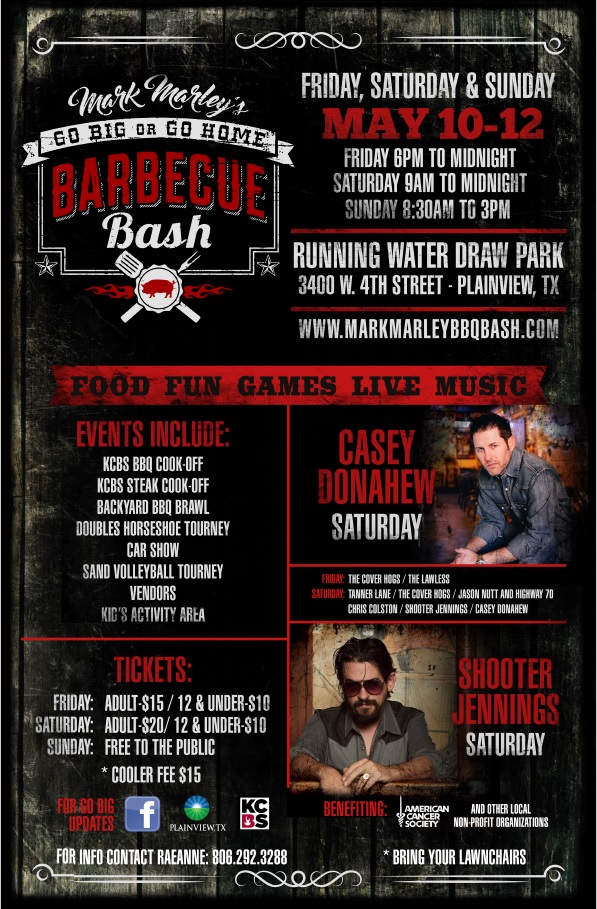 Mark Marley's
GO BIG OR GO HOME
BARBECUE
Bash
FRIDAY, SATURDAY & SUNDAY
MAY 10-12
FRIDAY 6PM TO MIDNIGHT
SATURDAY 9AM TO MIDNIGHT
SUNDAY 8:30AM TO 3PM
RUNNING WATER DRAW PARK
3400 W. 4TH STREET - PLAINVIEW, TX
WWW.MARKMARLEYBBQBASH.COM
FOOD FUN GAMES LIVE MUSIC
EVENTS INCLUDE:
KCBS BBQ COOK-OFF
KCBS STEAK COOK-OFF
BACKYARD BBQ BRAWL
DOUBLES HORSESHOE TOURNEY
CAR SHOW
SAND VOLLEYBALL TOURNEY
VENDORS
KID'S ACTIVITY AREA
CASEY
DONAHEW
SATURDAY
FRIDAY: THE COVER HOGS / THE LAWLESS
SATURDAY: TANNER LANE / THE COVER HOGS / JASON NUTT AND HIGHWAY 70
CHRIS COLSTON / SHOOTER JENNINGS / CASEY DONAHEW
TICKETS:
FRIDAY: ADULT-$15 / 12 & UNDER-$10
SATURDAY: ADULT-$20/ 12 & UNDER-$10
SUNDAY: FREE TO THE PUBLIC
* COOLER FEE $15
SHOOTER
JENNINGS
SATURDAY
FOR GO BIG
UPDATES
f
PLAINVIEW, TX
KC
BS
BENEFITING:
AMERICAN
CANCER
SOCIETY
AND OTHER LOCAL
NON-PROFIT ORGANIZATIONS
FOR INFO CONTACT RAEANNE: 806.292.3288
* BRING YOUR LAWNCHAIRS